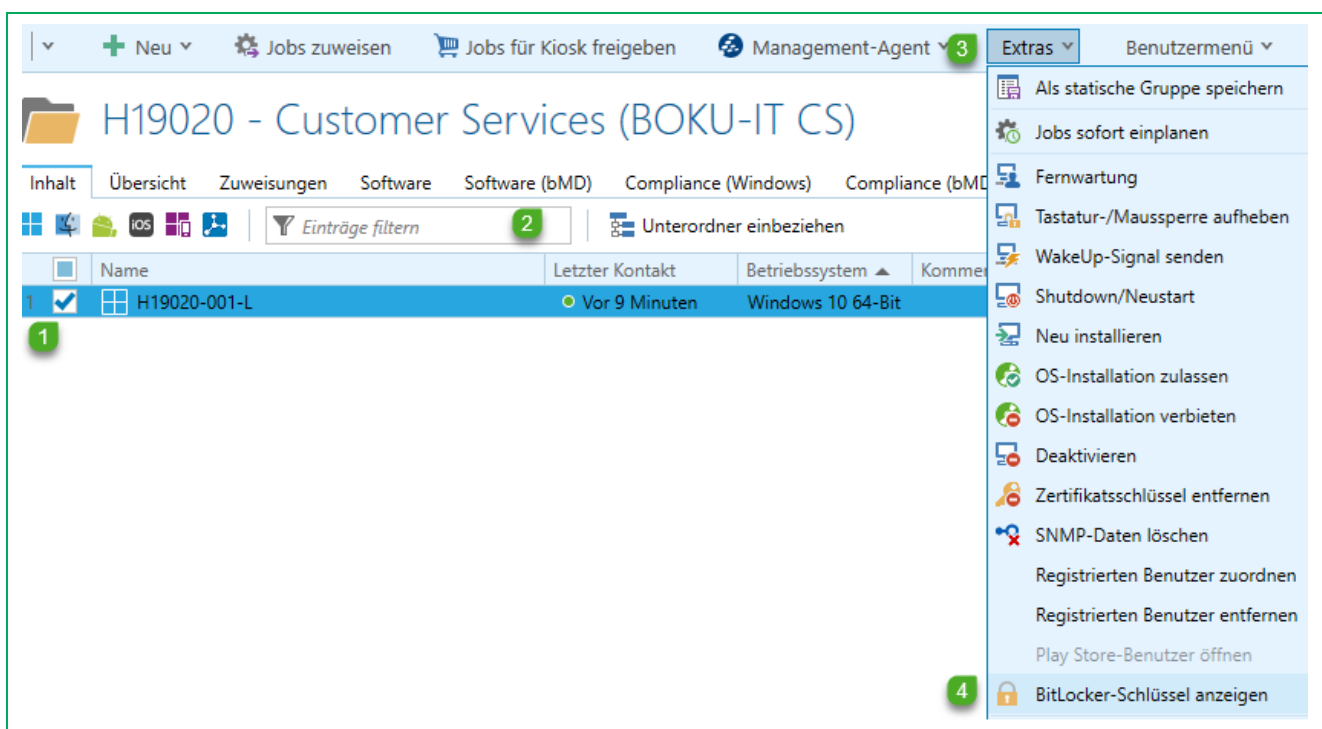 Neu
Jobs zuweisen
Jobs für Kiosk freigeben
Management-Agent
3
Extras
Benutzermenü
H19020 - Customer Services (BOKU-IT CS)
Inhalt
Übersicht
Zuweisungen
Software
Software (bMD)
Compliance (Windows)
Compliance (bMD
iOS
Einträge filtern
2
Unterordner einbeziehen
Name
Letzter Kontakt
Betriebssystem
Kommen
1
H19020-001-L
Vor 9 Minuten
Windows 10 64-Bit
1
Als statische Gruppe speichern
Jobs sofort einplanen
Fernwartung
Tastatur-/Maussperre aufheben
WakeUp-Signal senden
Shutdown/Neustart
Neu installieren
OS-Installation zulassen
OS-Installation verbieten
Deaktivieren
Zertifikatsschlüssel entfernen
SNMP-Daten löschen
Registrierten Benutzer zuordnen
Registrierten Benutzer entfernen
Play Store-Benutzer öffnen
4
BitLocker-Schlüssel anzeigen